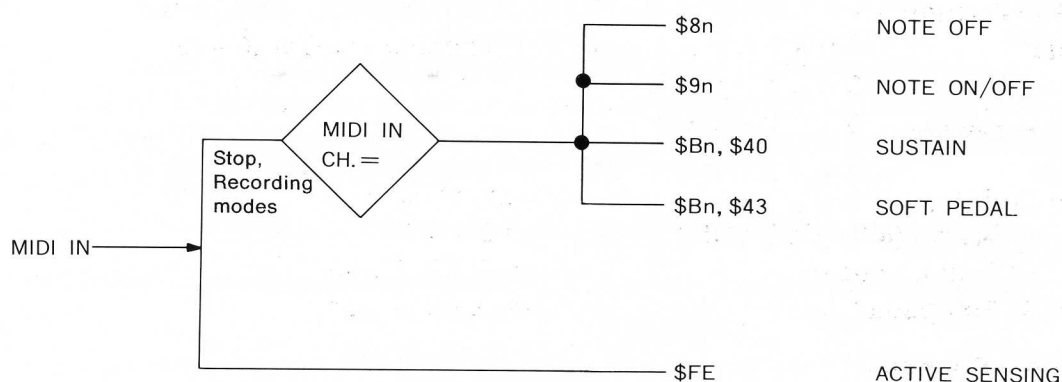 $8n NOTE OFF
$9n NOTE ON/OFF
MIDI IN
CH.=
$Bn, $40 SUSTAIN
Stop,
Recording
modes
$Bn, $43 SOFT PEDAL
MIDI IN
$FE ACTIVE SENSING